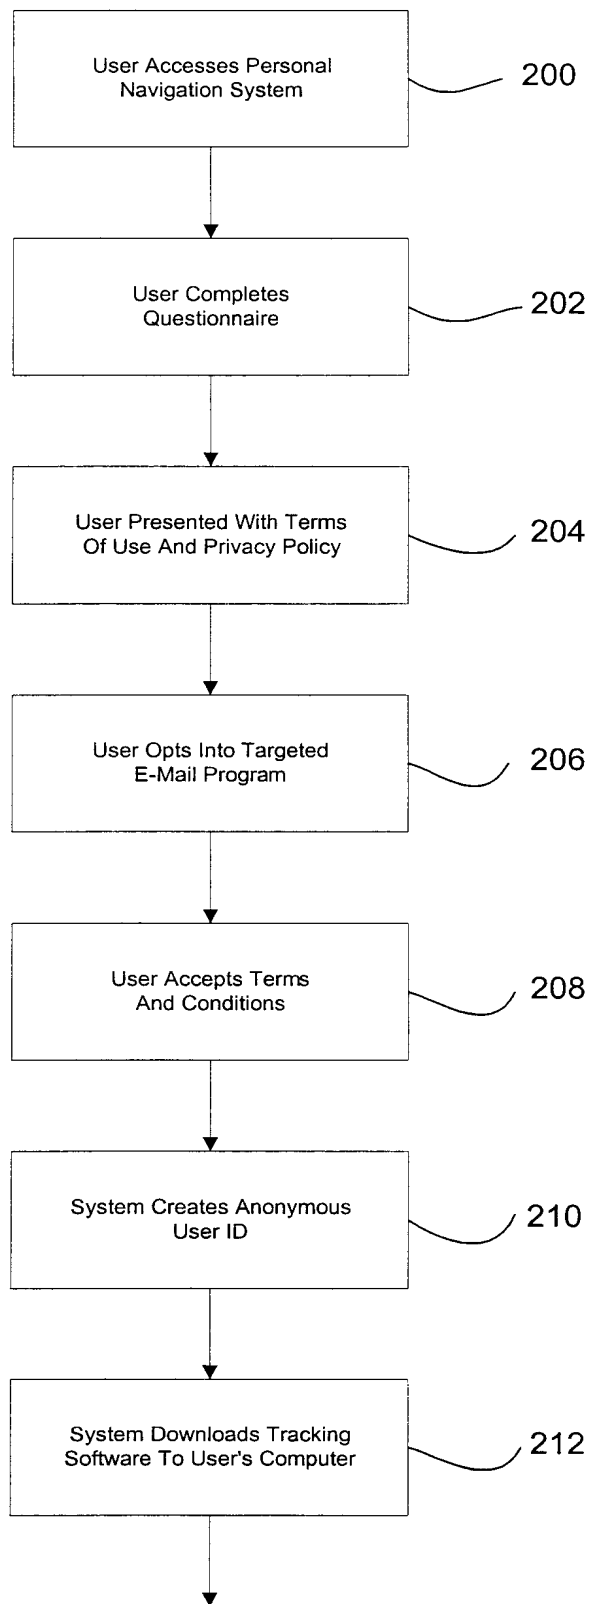 User Accesses Personal
Navigation System
200
User Completes
Questionnaire
202
User Presented With Terms
Of Use And Privacy Policy
204
User Opts Into Targeted
E-Mail Program
206
User Accepts Terms
And Conditions
208
System Creates Anonymous
User ID
210
System Downloads Tracking
Software To User's Computer
212